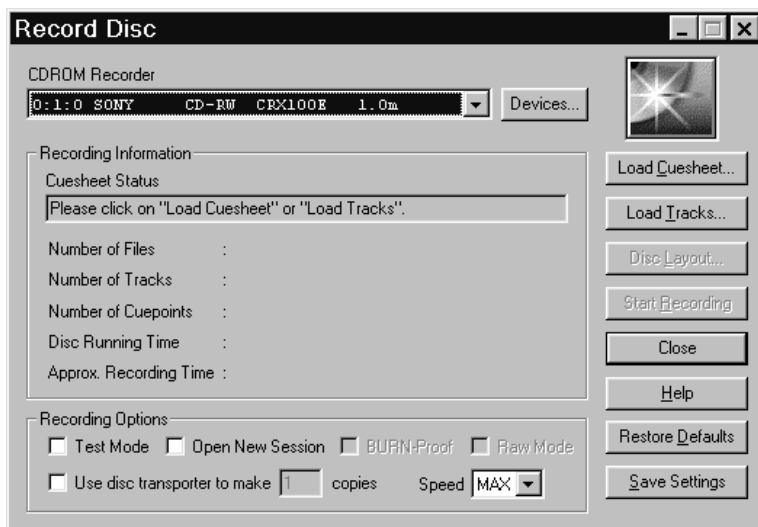 Record Disc
CDROM Recorder
0:1:0 SONY CD-RW CRX100E 1.0m
Devices...
Recording Information
Cuesheet Status
Please click on "Load Cuesheet" or "Load Tracks".
Number of Files :
Number of Tracks :
Number of Cuepoints :
Disc Running Time :
Approx. Recording Time :
Recording Options
Test Mode Open New Session BURN-Proof Raw Mode
Use disc transporter to make 1 copies Speed MAX
Load Cuesheet...
Load Tracks...
Disc Layout...
Start Recording
Close
Help
Restore Defaults
Save Settings